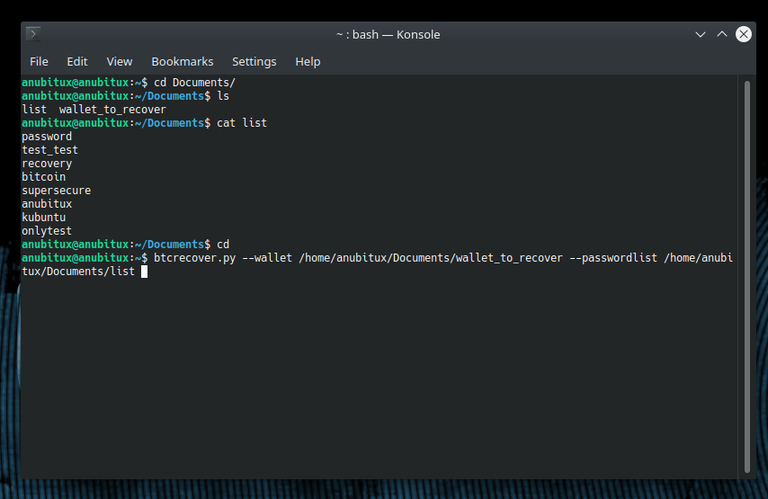 ~ : bash — Konsole
File Edit View Bookmarks Settings Help
anubitux@anubitux:~$ cd Documents/
anubitux@anubitux:~/Documents$ ls
list  wallet_to_recover
anubitux@anubitux:~/Documents$ cat list
password
test_test
recovery
bitcoin
supersecure
anubitux
kubuntu
onlytest
anubitux@anubitux:~/Documents$ cd
anubitux@anubitux:~$ btcrecover.py --wallet /home/anubitux/Documents/wallet_to_recover --passwordlist /home/anubi
tux/Documents/list